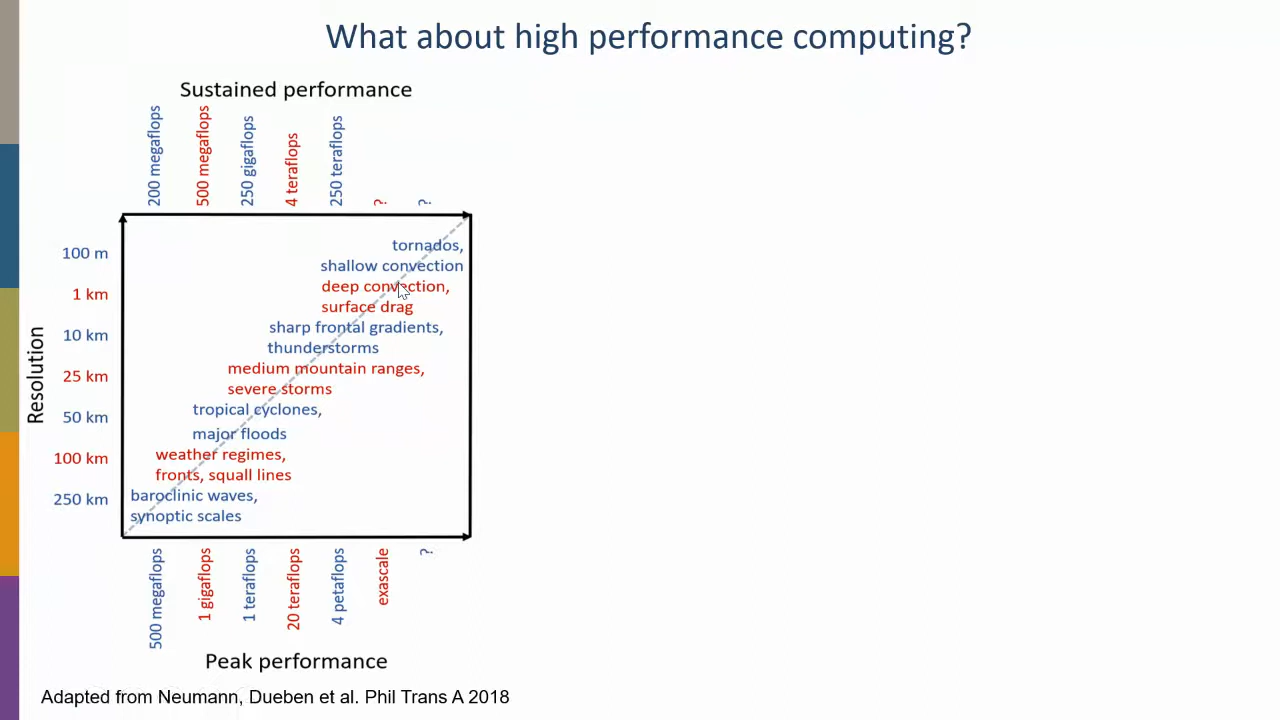 What about high performance computing?
Sustained performance
200 megaflops
500 megaflops
250 gigaflops
4 teraflops
250 teraflops
?
?
Resolution
100 m
1 km
10 km
25 km
50 km
100 km
250 km
tornados,
shallow convection
deep convection,
surface drag
sharp frontal gradients,
thunderstorms
medium mountain ranges,
severe storms
tropical cyclones,
major floods
weather regimes,
fronts, squall lines
baroclinic waves,
synoptic scales
500 megaflops
1 gigaflops
1 teraflops
20 teraflops
4 petaflops
exascale
?
Peak performance
Adapted from Neumann, Dueben et al. Phil Trans A 2018